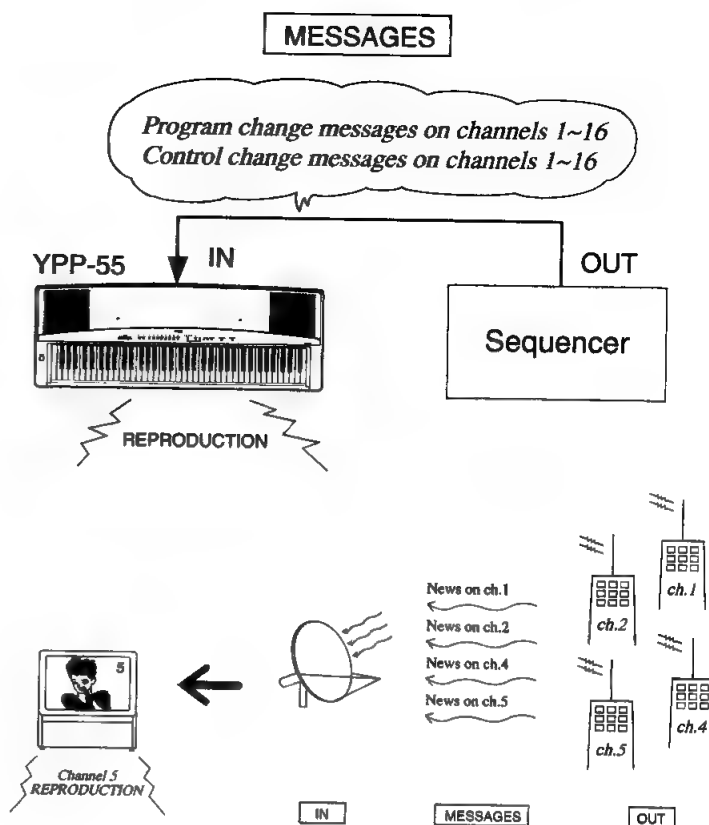 MESSAGES
Program change messages on channels 1~16
Control change messages on channels 1~16
YPP-55
IN
OUT
Sequencer
REPRODUCTION
ch.1
ch.2
News on ch.1
News on ch.2
News on ch.4
News on ch.5
ch.4
ch.5
5
Channel 5
REPRODUCTION
IN
MESSAGES
OUT